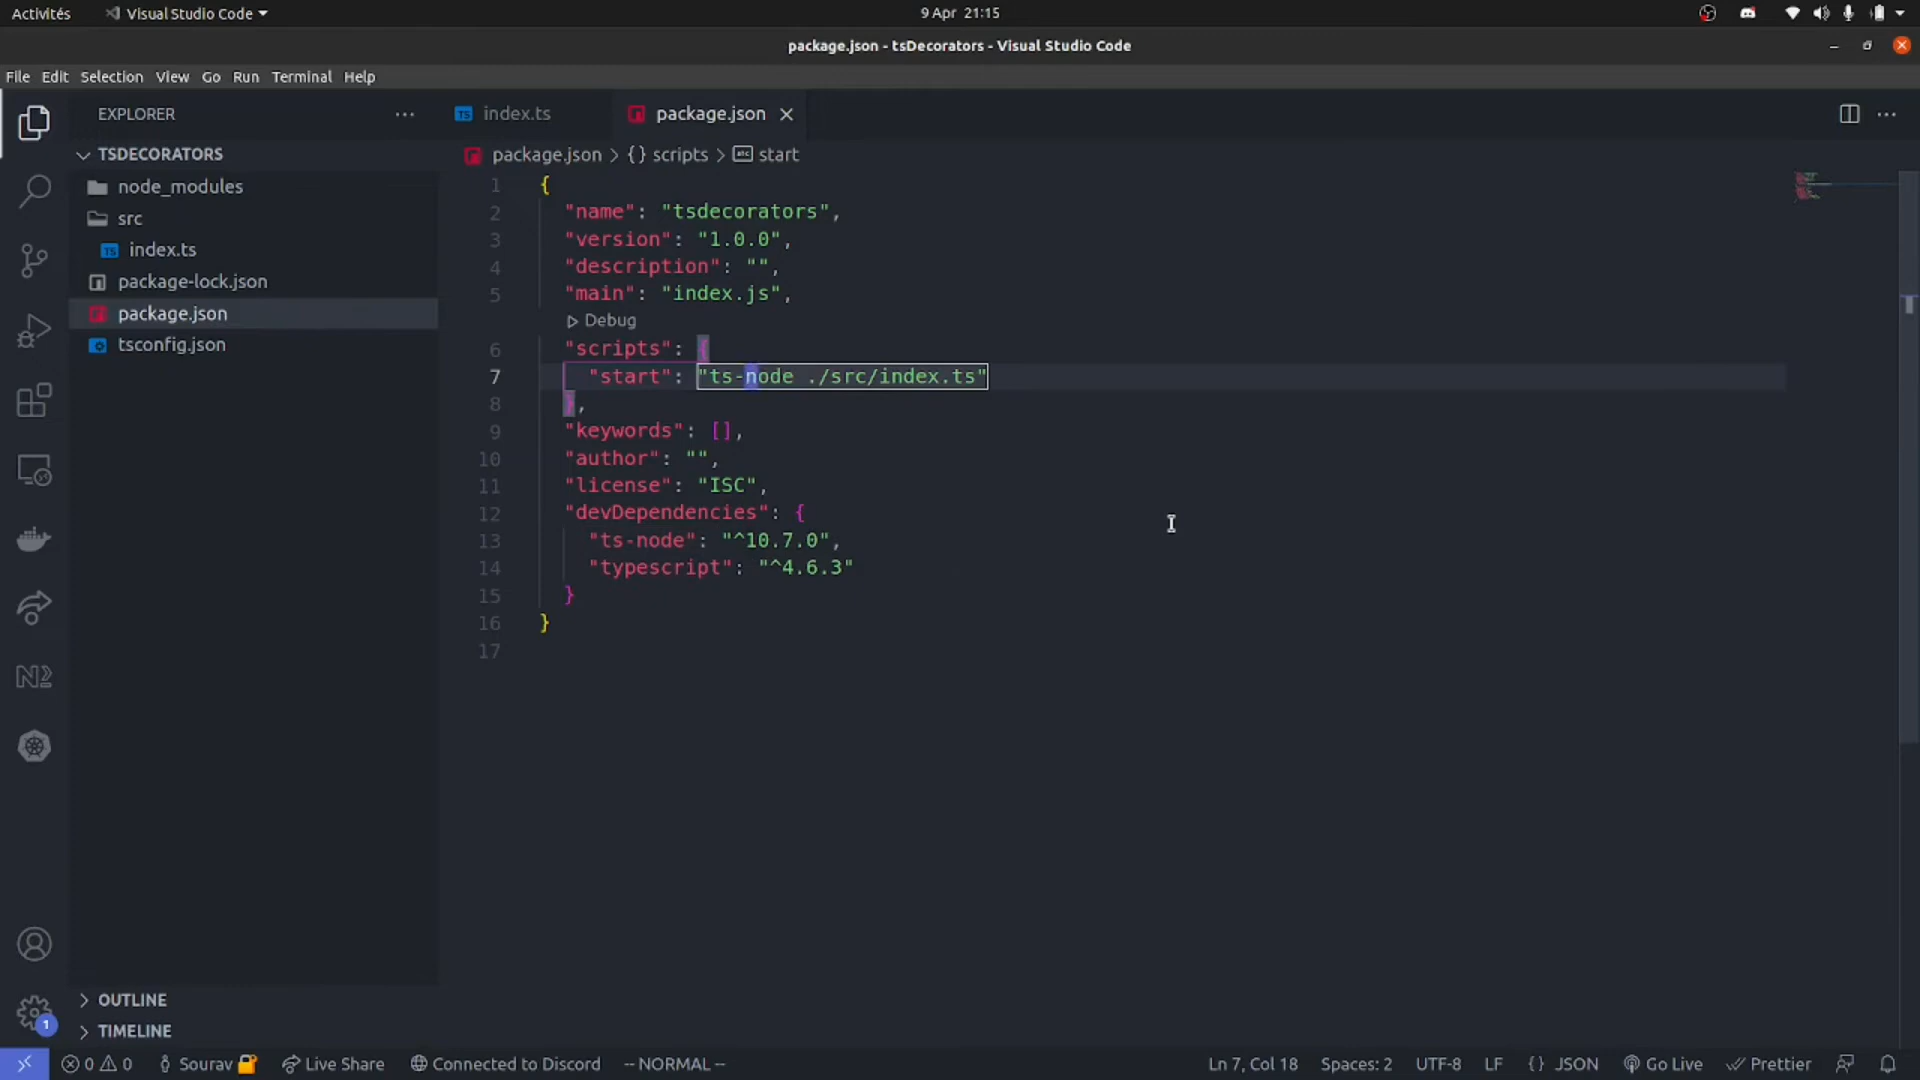 Activités Visual Studio Code 9 Apr 21:15
package.json - tsDecorators - Visual Studio Code
File Edit Selection View Go Run Terminal Help
EXPLORER
TSDECORATORS
node_modules
src
TS index.ts
package-lock.json
package.json
tsconfig.json
OUTLINE
TIMELINE
TS index.ts package.json
package.json > {} scripts > abc start
1 {
2 "name": "tsdecorators",
3 "version": "1.0.0",
4 "description": "",
5 "main": "index.js",
Debug
6 "scripts": {
7 "start": "ts-node ./src/index.ts"
8 },
9 "keywords": [],
10 "author": "",
11 "license": "ISC",
12 "devDependencies": {
13 "ts-node": "^10.7.0",
14 "typescript": "^4.6.3"
15 }
16 }
17
1
0 0 Sourav Live Share Connected to Discord -- NORMAL -- Ln 7, Col 18 Spaces: 2 UTF-8 LF {} JSON Go Live Prettier